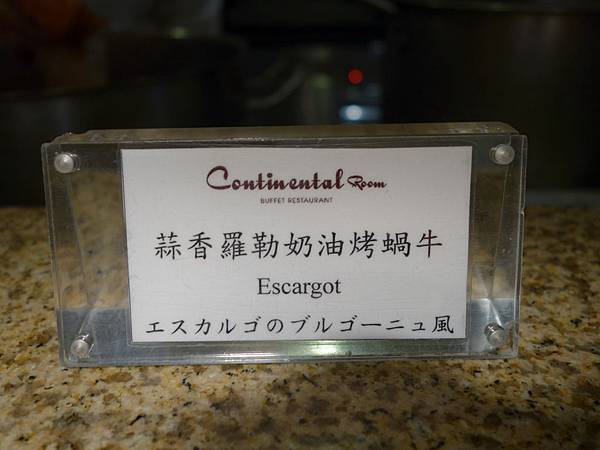 Continental Room
BUFFET RESTAURANT
蒜香羅勒奶油烤蝸牛
Escargot
エスカルゴのブルゴーニュ風